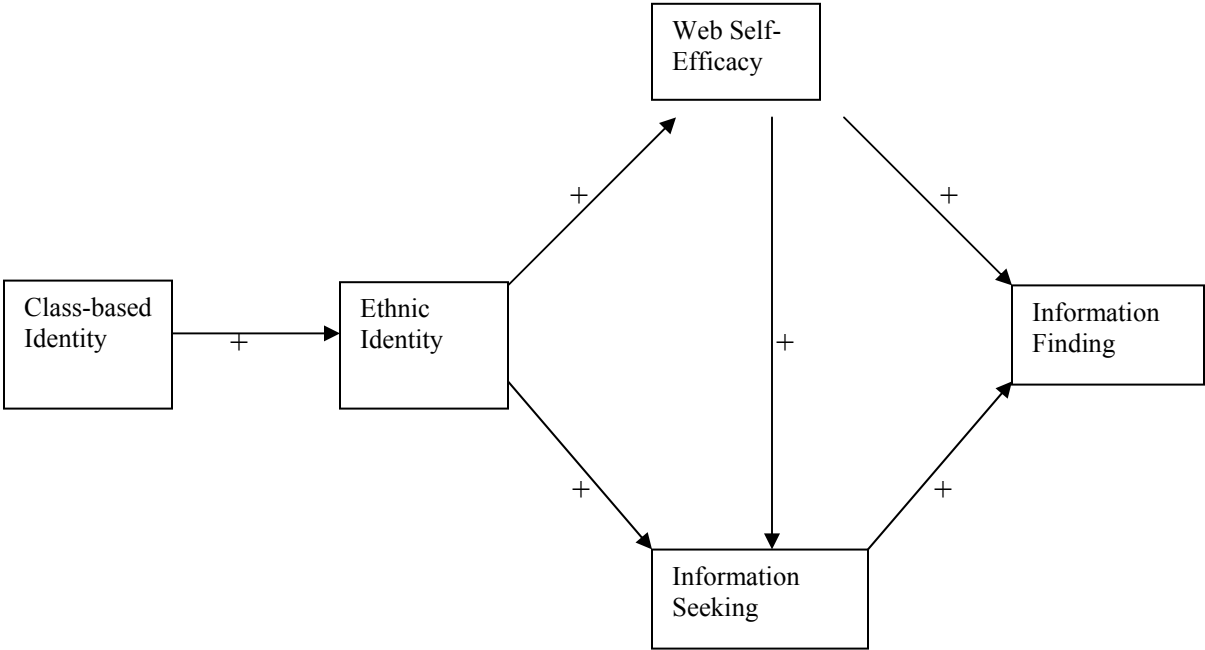 Web Self-
Efficacy
+
+
Class-based
Identity
+
Ethnic
Identity
+
Information
Finding
+
+
Information
Seeking